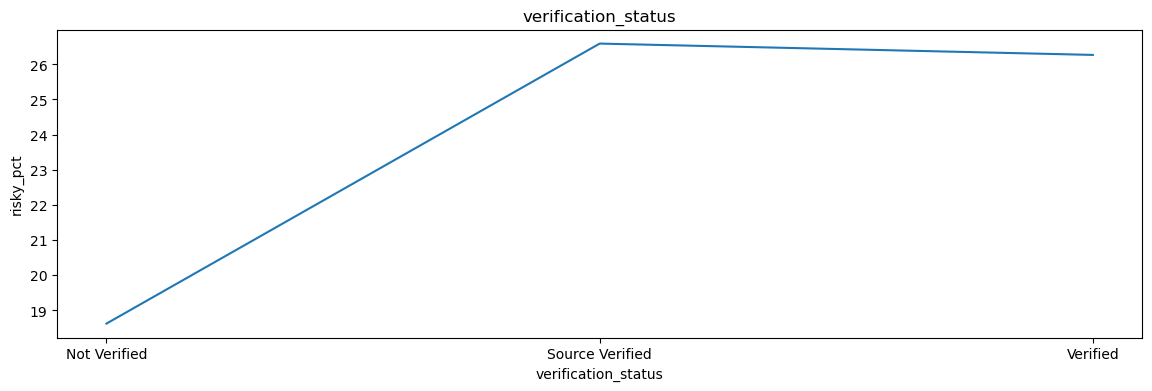 verification_status
risky_pct
26
25
24
23
22
21
20
19
Not Verified
Source Verified
Verified
verification_status